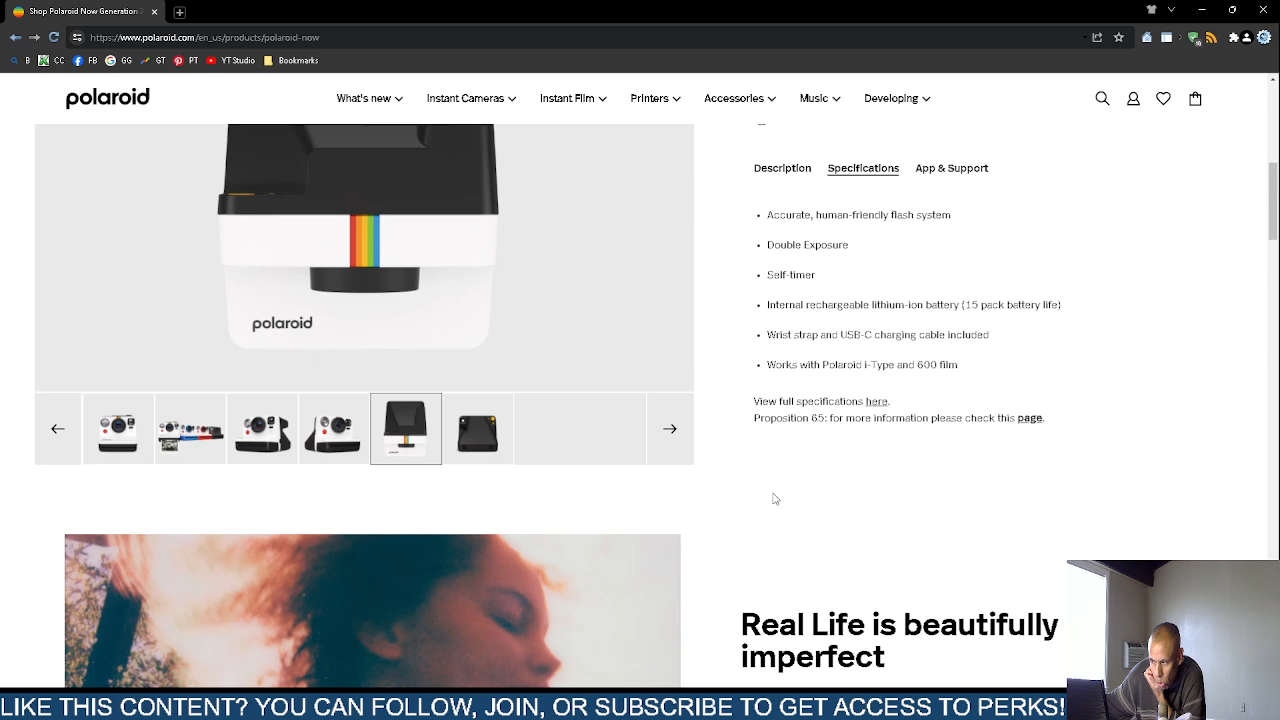 Shop Polaroid Now Generation
https://www.polaroid.com/en_us/products/polaroid-now
B CC FB GG GT PT YT Studio Bookmarks
polaroid What's new Instant Cameras Instant Film Printers Accessories Music Developing
Description Specifications App & Support
• Accurate, human-friendly flash system
• Double Exposure
• Self-timer
• Internal rechargeable lithium-ion battery (15 pack battery life)
• Wrist strap and USB-C charging cable included
• Works with Polaroid i-Type and 600 film
polaroid
View full specifications here.
Proposition 65: for more information please check this page.
Real Life is beautifully
imperfect
LIKE THIS CONTENT? YOU CAN FOLLOW, JOIN, OR SUBSCRIBE TO GET ACCESS TO PERKS!